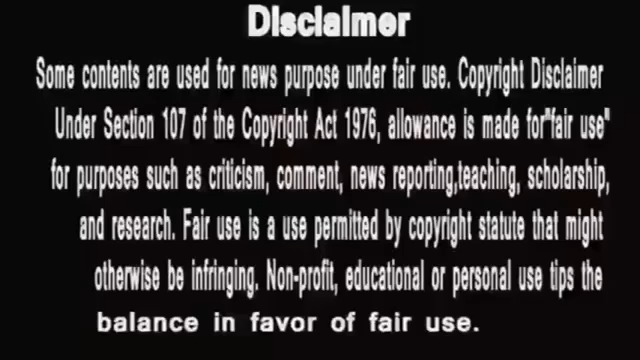 Disclaimer
Some contents are used for news purpose under fair use. Copyright Disclaimer
Under Section 107 of the Copyright Act 1976, allowance is made for"fair use"
for purposes such as criticism, comment, news reporting,teaching, scholarship,
and research. Fair use is a use permitted by copyright statute that might
otherwise be infringing. Non-profit, educational or personal use tips the
balance in favor of fair use.